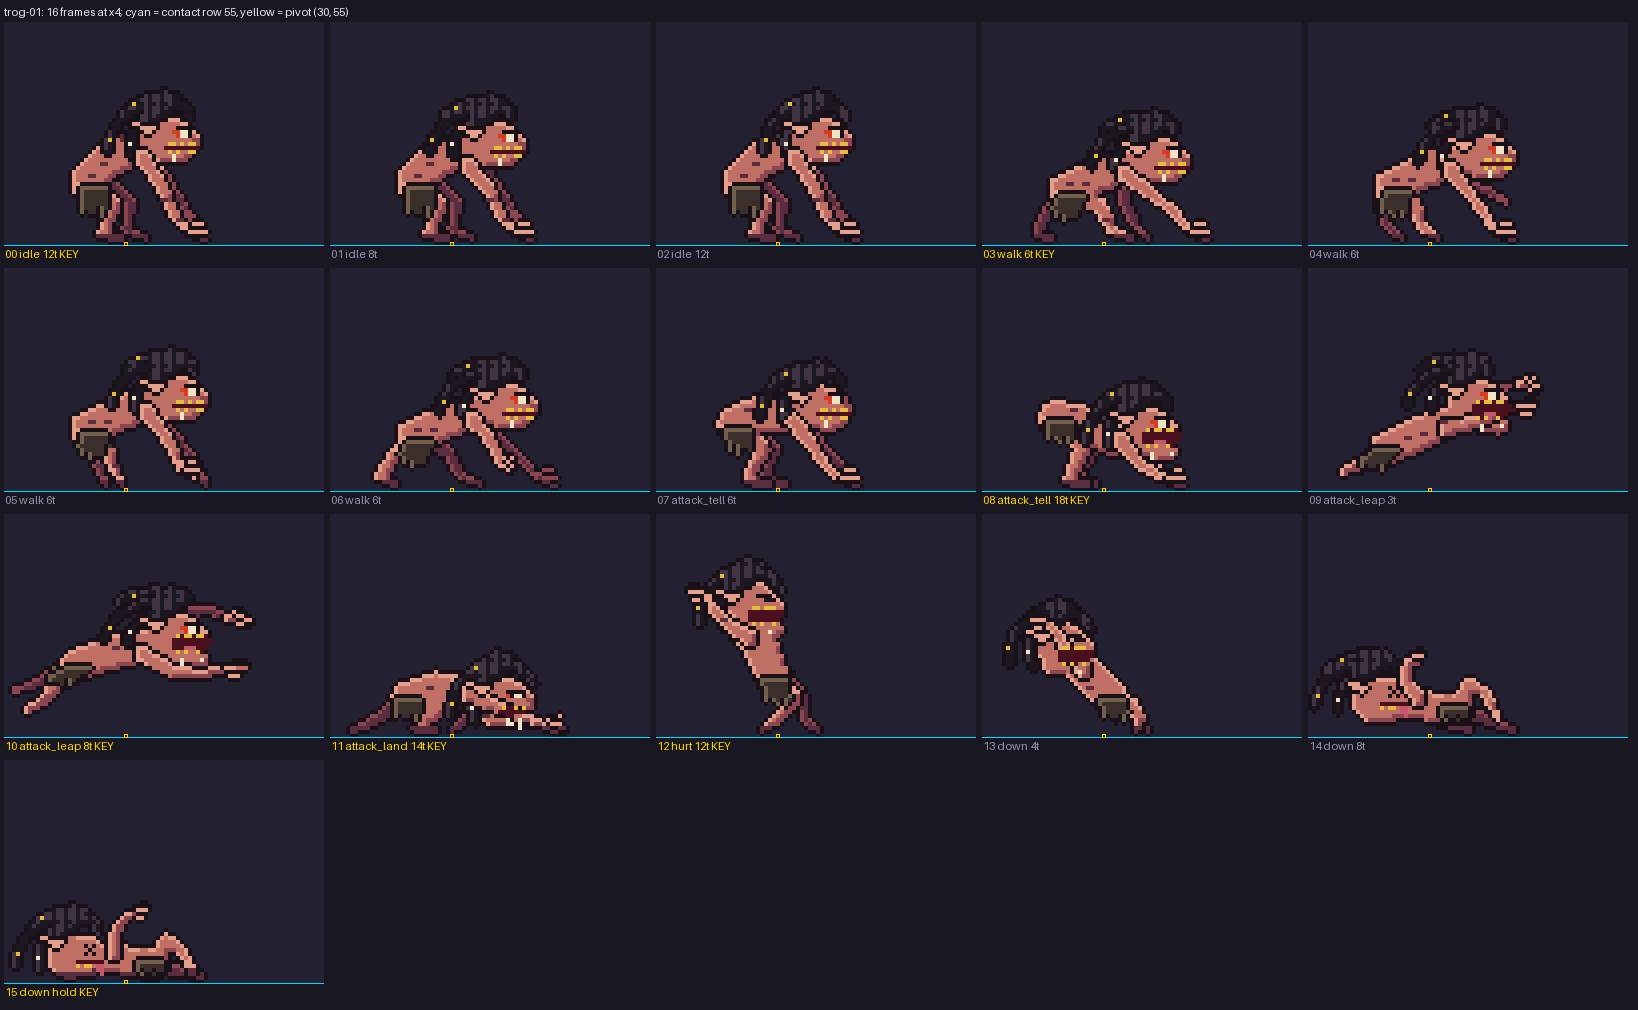 trog-01: 16 frames at x4; cyan = contact row 55, yellow = pivot (30, 55)
00 idle 12t KEY
01 idle 8t
02 idle 12t
03 walk 6t KEY
04 walk 6t
05 walk 6t
06 walk 6t
07 attack_tell 6t
08 attack_tell 18t KEY
09 attack_leap 3t
10 attack_leap 8t KEY
11 attack_land 14t KEY
12 hurt 12t KEY
13 down 4t
14 down 8t
15 down hold KEY